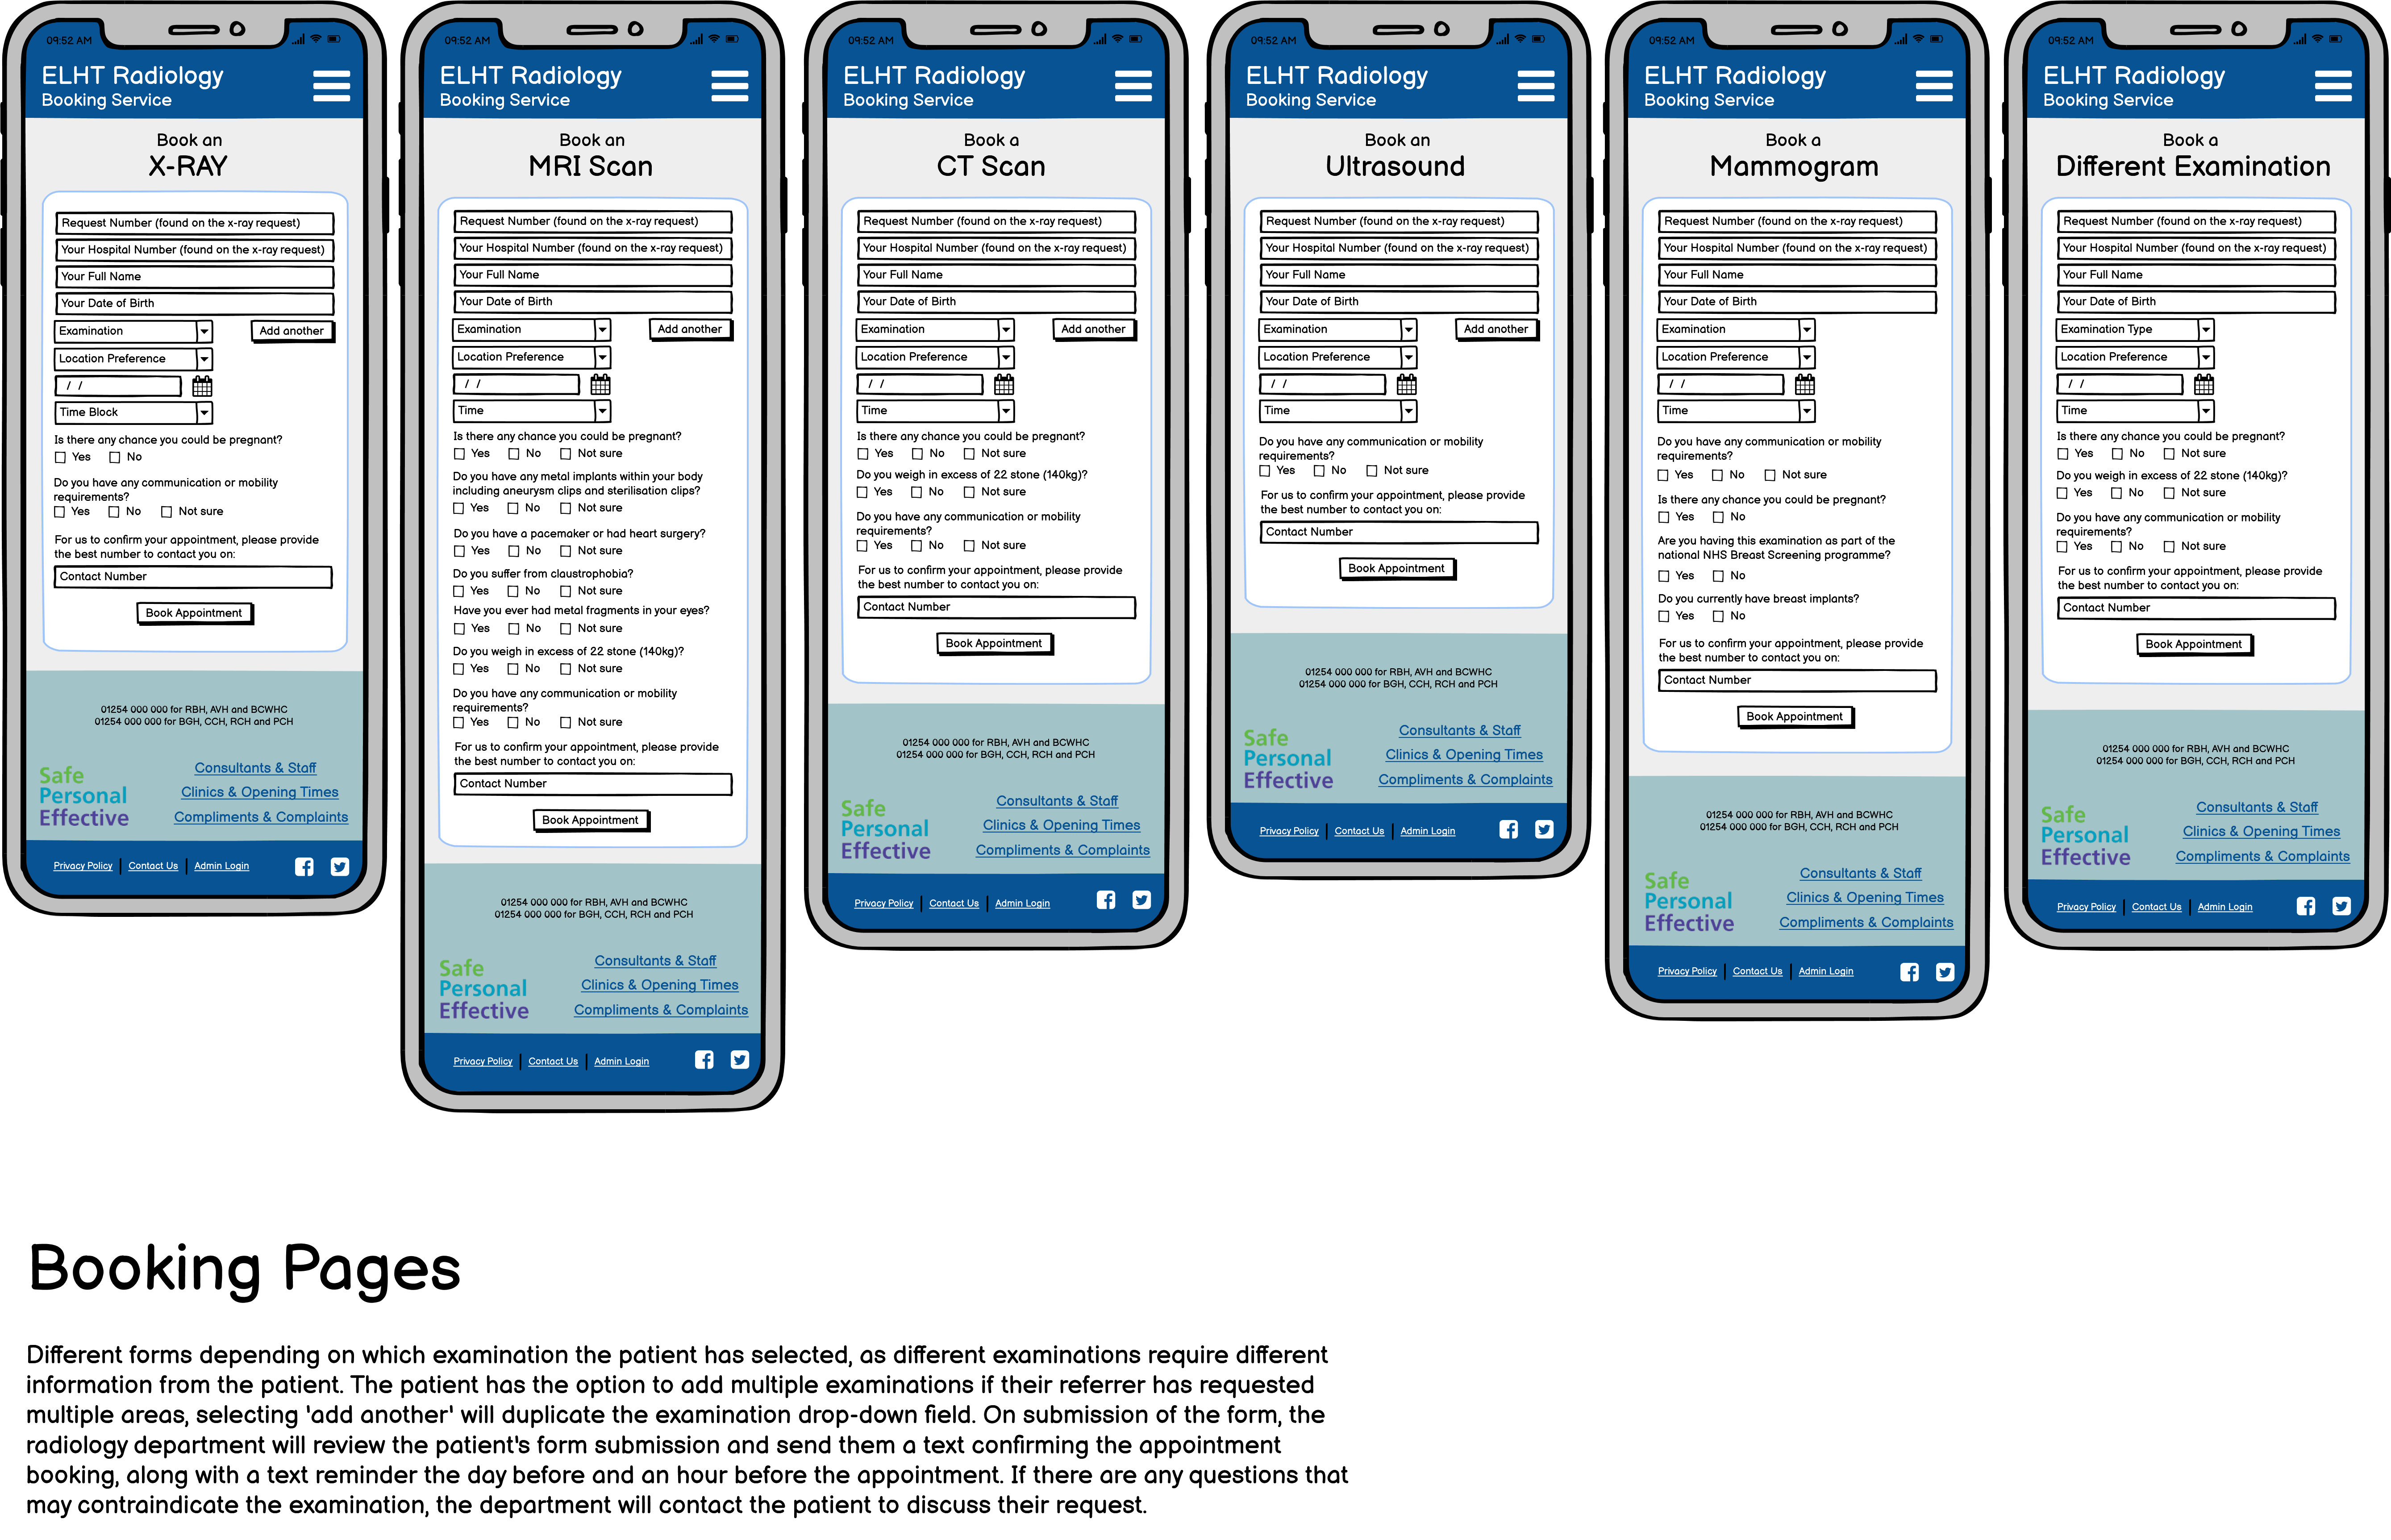 09:52 AM
ELHT Radiology
Booking Service
Book an
X-RAY
Request Number (found on the x-ray request)
Your Hospital Number (found on the x-ray request)
Your Full Name
Your Date of Birth
Examination Add another
Location Preference
/ /
Time Block
Is there any chance you could be pregnant?
Yes No
Do you have any communication or mobility
requirements?
Yes No Not sure
For us to confirm your appointment, please provide
the best number to contact you on:
Contact Number
Book Appointment
01254 000 000 for RBH, AVH and BCWHC
01254 000 000 for BGH, CCH, RCH and PCH
Safe
Personal
Effective
Consultants & Staff
Clinics & Opening Times
Compliments & Complaints
Privacy Policy Contact Us Admin Login
09:52 AM
ELHT Radiology
Booking Service
Book an
MRI Scan
Request Number (found on the x-ray request)
Your Hospital Number (found on the x-ray request)
Your Full Name
Your Date of Birth
Examination Add another
Location Preference
/ /
Time
Is there any chance you could be pregnant?
Yes No Not sure
Do you have any metal implants within your body
including aneurysm clips and sterilisation clips?
Yes No Not sure
Do you have a pacemaker or had heart surgery?
Yes No Not sure
Do you suffer from claustrophobia?
Yes No Not sure
Have you ever had metal fragments in your eyes?
Yes No Not sure
Do you weigh in excess of 22 stone (140kg)?
Yes No Not sure
Do you have any communication or mobility
requirements?
Yes No Not sure
For us to confirm your appointment, please provide
the best number to contact you on:
Contact Number
Book Appointment
01254 000 000 for RBH, AVH and BCWHC
01254 000 000 for BGH, CCH, RCH and PCH
Safe
Personal
Effective
Consultants & Staff
Clinics & Opening Times
Compliments & Complaints
Privacy Policy Contact Us Admin Login
09:52 AM
ELHT Radiology
Booking Service
Book a
CT Scan
Request Number (found on the x-ray request)
Your Hospital Number (found on the x-ray request)
Your Full Name
Your Date of Birth
Examination Add another
Location Preference
/ /
Time
Is there any chance you could be pregnant?
Yes No Not sure
Do you weigh in excess of 22 stone (140kg)?
Yes No Not sure
Do you have any communication or mobility
requirements?
Yes No Not sure
For us to confirm your appointment, please provide
the best number to contact you on:
Contact Number
Book Appointment
01254 000 000 for RBH, AVH and BCWHC
01254 000 000 for BGH, CCH, RCH and PCH
Safe
Personal
Effective
Consultants & Staff
Clinics & Opening Times
Compliments & Complaints
Privacy Policy Contact Us Admin Login
09:52 AM
ELHT Radiology
Booking Service
Book an
Ultrasound
Request Number (found on the x-ray request)
Your Hospital Number (found on the x-ray request)
Your Full Name
Your Date of Birth
Examination Add another
Location Preference
/ /
Time
Do you have any communication or mobility
requirements?
Yes No Not sure
For us to confirm your appointment, please provide
the best number to contact you on:
Contact Number
Book Appointment
01254 000 000 for RBH, AVH and BCWHC
01254 000 000 for BGH, CCH, RCH and PCH
Safe
Personal
Effective
Consultants & Staff
Clinics & Opening Times
Compliments & Complaints
Privacy Policy Contact Us Admin Login
09:52 AM
ELHT Radiology
Booking Service
Book a
Mammogram
Request Number (found on the x-ray request)
Your Hospital Number (found on the x-ray request)
Your Full Name
Your Date of Birth
Examination
Location Preference
/ /
Time
Do you have any communication or mobility
requirements?
Yes No Not sure
Is there any chance you could be pregnant?
Yes No
Are you having this examination as part of the
national NHS Breast Screening programme?
Yes No
Do you currently have breast implants?
Yes No
For us to confirm your appointment, please provide
the best number to contact you on:
Contact Number
Book Appointment
01254 000 000 for RBH, AVH and BCWHC
01254 000 000 for BGH, CCH, RCH and PCH
Safe
Personal
Effective
Consultants & Staff
Clinics & Opening Times
Compliments & Complaints
Privacy Policy Contact Us Admin Login
09:52 AM
ELHT Radiology
Booking Service
Book a
Different Examination
Request Number (found on the x-ray request)
Your Hospital Number (found on the x-ray request)
Your Full Name
Your Date of Birth
Examination Type
Location Preference
/ /
Time
Is there any chance you could be pregnant?
Yes No Not sure
Do you weigh in excess of 22 stone (140kg)?
Yes No Not sure
Do you have any communication or mobility
requirements?
Yes No Not sure
For us to confirm your appointment, please provide
the best number to contact you on:
Contact Number
Book Appointment
01254 000 000 for RBH, AVH and BCWHC
01254 000 000 for BGH, CCH, RCH and PCH
Safe
Personal
Effective
Consultants & Staff
Clinics & Opening Times
Compliments & Complaints
Privacy Policy Contact Us Admin Login
Booking Pages
Different forms depending on which examination the patient has selected, as different examinations require different
information from the patient. The patient has the option to add multiple examinations if their referrer has requested
multiple areas, selecting 'add another' will duplicate the examination drop-down field. On submission of the form, the
radiology department will review the patient's form submission and send them a text confirming the appointment
booking, along with a text reminder the day before and an hour before the appointment. If there are any questions that
may contraindicate the examination, the department will contact the patient to discuss their request.